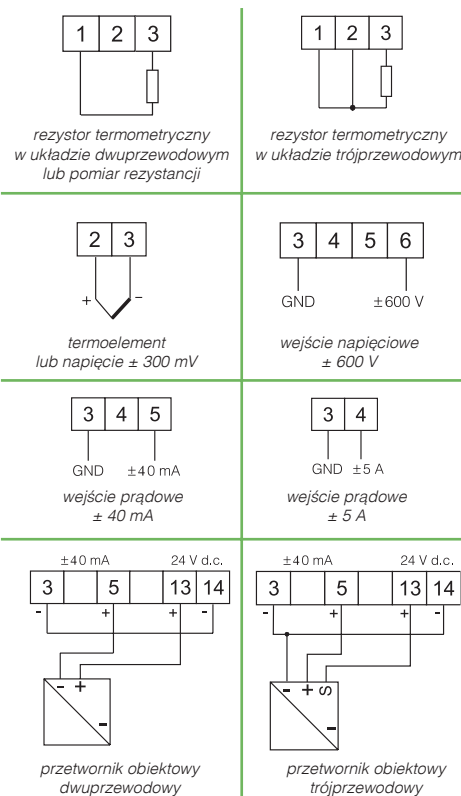 1 2 3
rezystor termometryczny
w układzie dwuprzewodowym
lub pomiar rezystancji
1 2 3
rezystor termometryczny
w układzie trójprzewodowym
2 3
+ -
termoelement
lub napięcie ± 300 mV
3 4 5 6
GND ±600 V
wejście napięciowe
± 600 V
3 4 5
GND ±40 mA
wejście prądowe
± 40 mA
3 4
GND ±5 A
wejście prądowe
± 5 A
±40 mA 24 V d.c.
3 5 13 14
- + + -
- +
przetwornik obiektowy
dwuprzewodowy
±40 mA 24 V d.c.
3 5 13 14
- + + -
- + S
przetwornik obiektowy
trójprzewodowy